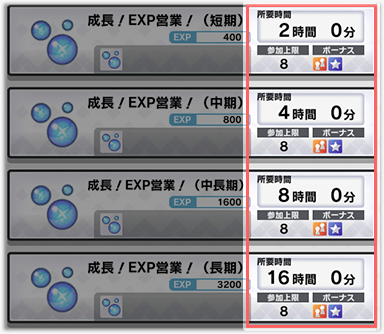 成長！EXP営業！（短期）
EXP 400
所要時間
2時間 0分
参加上限 ボーナス
8
成長！EXP営業！（中期）
EXP 800
所要時間
4時間 0分
参加上限 ボーナス
8
成長！EXP営業！（中長期）
EXP 1600
所要時間
8時間 0分
参加上限 ボーナス
8
成長！EXP営業！（長期）
EXP 3200
所要時間
16時間 0分
参加上限 ボーナス
8